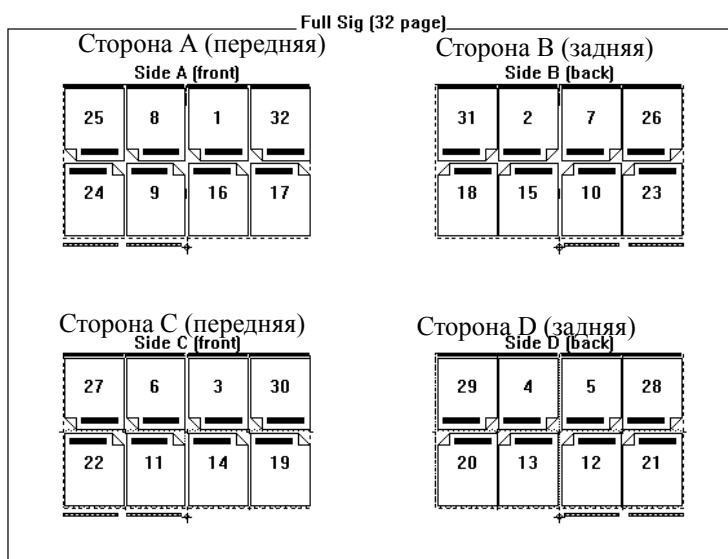 Full Sig (32 page)
Сторона А (передняя)
Сторона В (задняя)
Side A (front)
Side B (back)
25 8 1 32
31 2 7 26
24 9 16 17
18 15 10 23
Сторона С (передняя)
Сторона D (задняя)
Side C (front)
Side D (back)
27 6 3 30
29 4 5 28
22 11 14 19
20 13 12 21